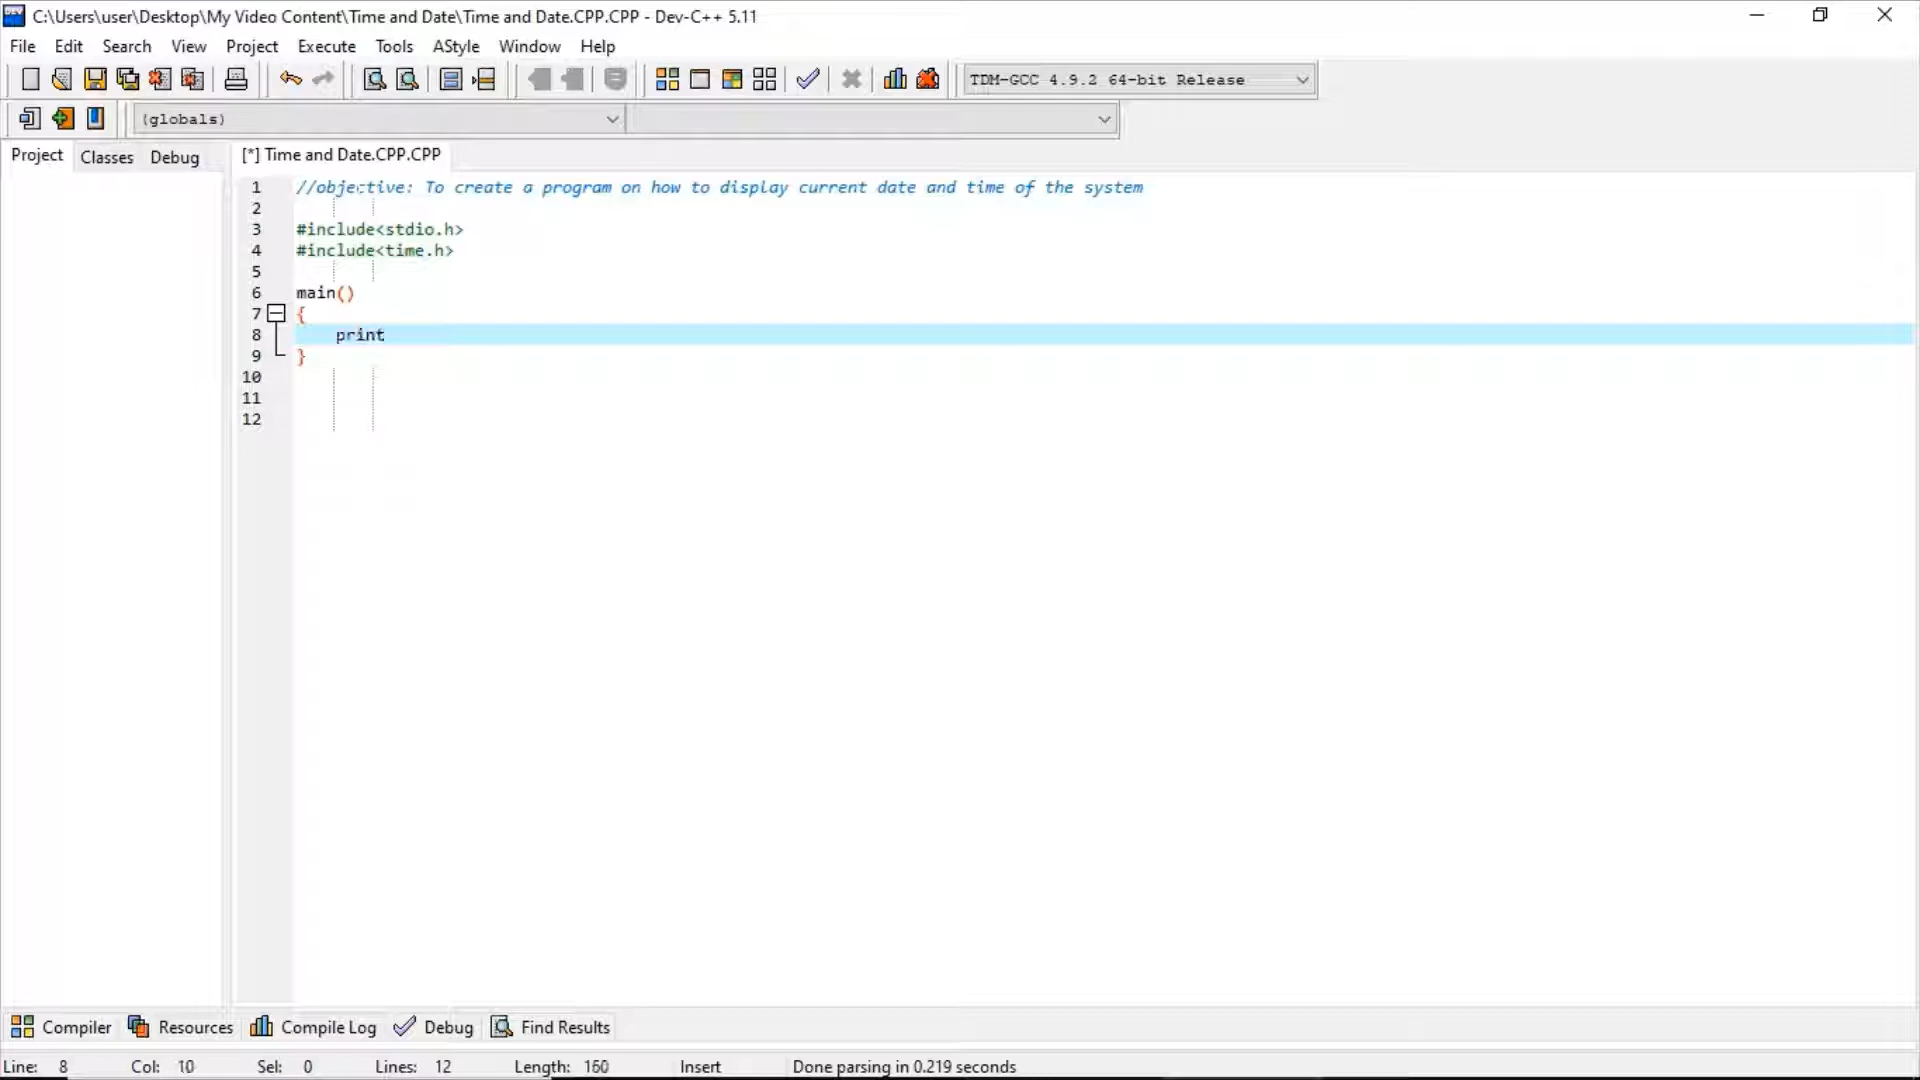 C:\Users\user\Desktop\My Video Content\Time and Date\Time and Date.CPP.CPP - Dev-C++ 5.11
File Edit Search View Project Execute Tools AStyle Window Help
TDM-GCC 4.9.2 64-bit Release
(globals)
Project Classes Debug [*] Time and Date.CPP.CPP
1 //objective: To create a program on how to display current date and time of the system
2
3 #include<stdio.h>
4 #include<time.h>
5
6 main()
7 {
8 print
9 }
10
11
12
Compiler Resources Compile Log Debug Find Results
Line: 8 Col: 10 Sel: 0 Lines: 12 Length: 160 Insert Done parsing in 0.219 seconds